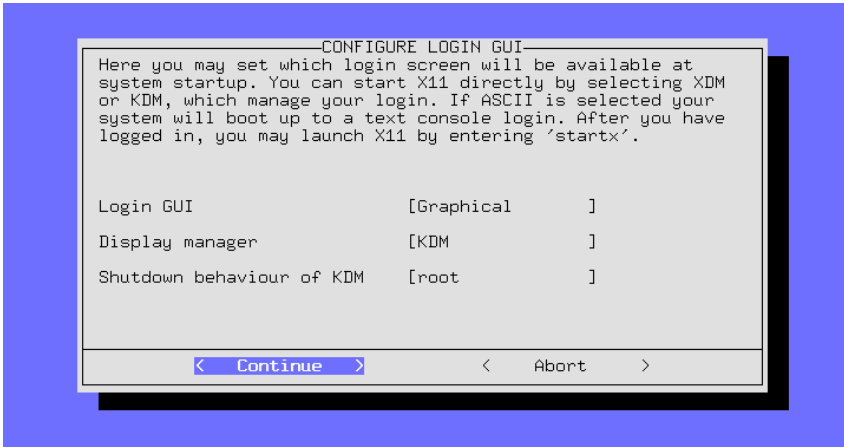 CONFIGURE LOGIN GUI
Here you may set which login screen will be available at
system startup. You can start X11 directly by selecting XDM
or KDM, which manage your login. If ASCII is selected your
system will boot up to a text console login. After you have
logged in, you may launch X11 by entering 'startx'.
Login GUI [Graphical ]
Display manager [KDM ]
Shutdown behaviour of KDM [root ]
< Continue > < Abort >